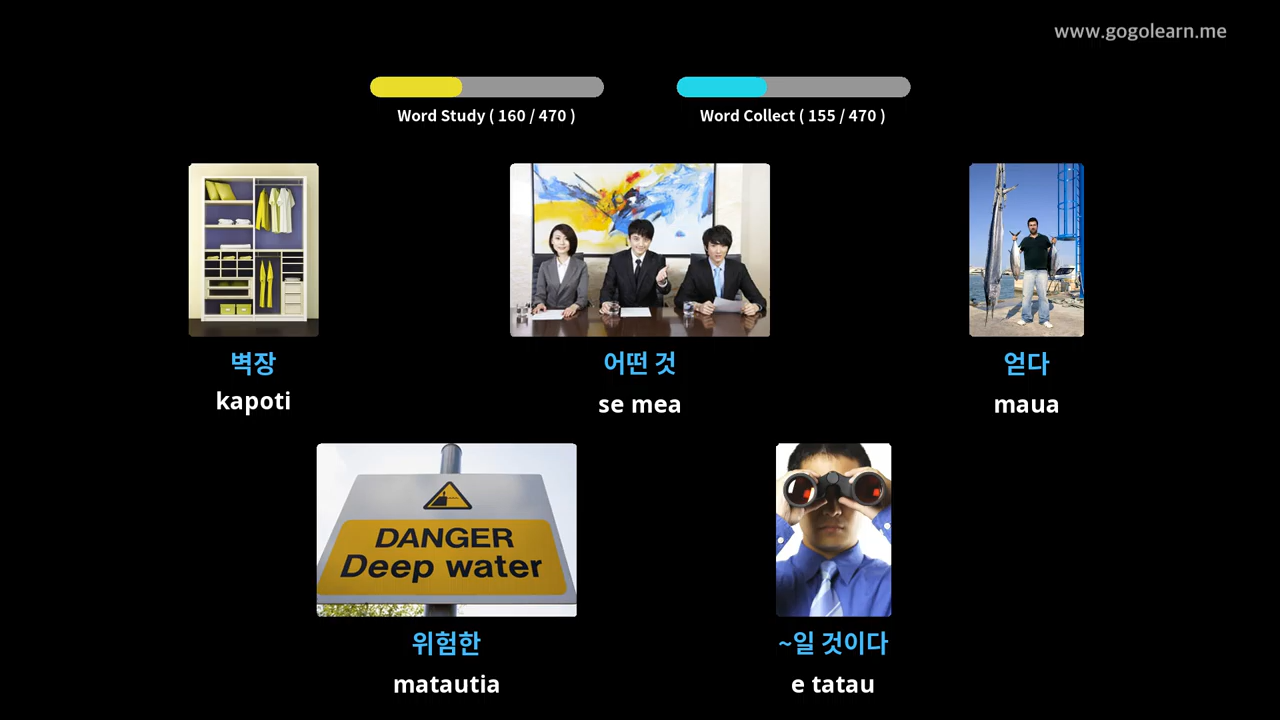 www.gogolearn.me
Word Study ( 160 / 470 )
Word Collect ( 155 / 470 )
벽장
kapoti
어떤 것
se mea
얻다
maua
DANGER
Deep water
위험한
matautia
~일 것이다
e tatau